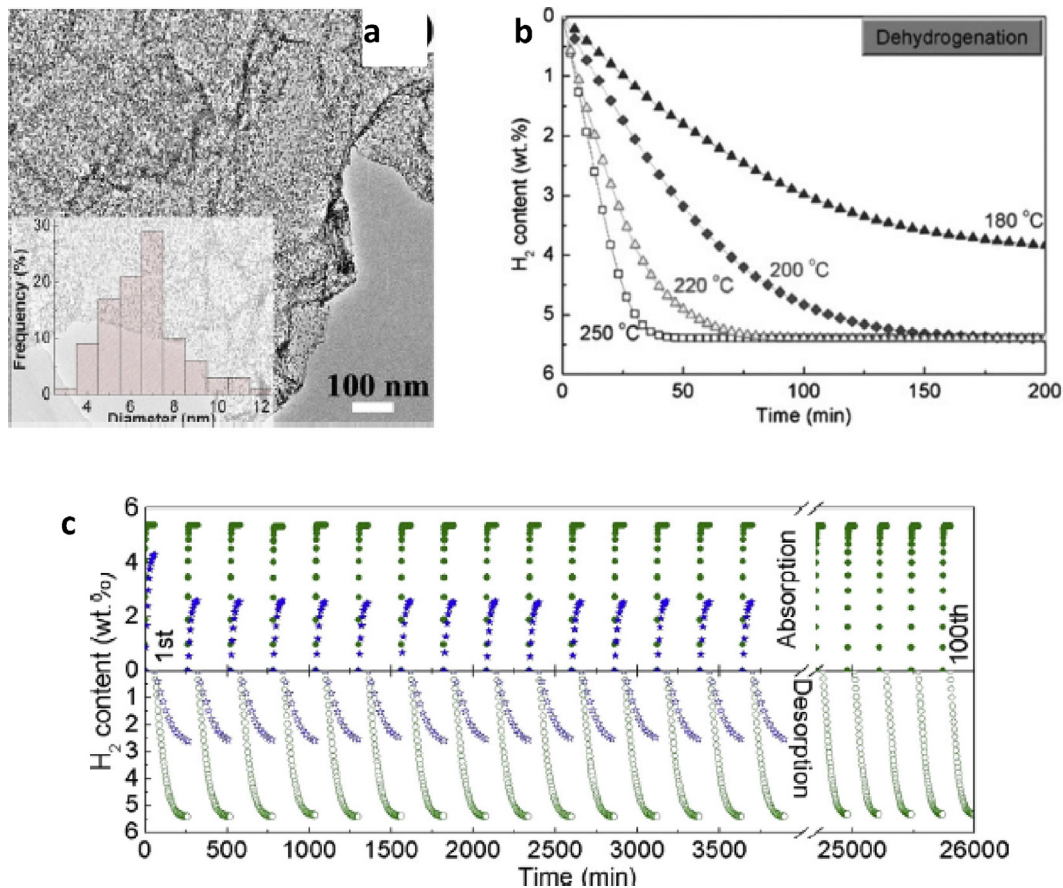 a
30
20
10
0
Frequency (%)
4 6 8 10 12
Diameter (nm)
100 nm
b
Dehydrogenation
0
1
2
3
4
5
6
H₂ content (wt.%)
180 °C
200 °C
220 °C
250 °C
0 50 100 150 200
Time (min)
c
6
4
2
0
1
2
3
4
5
6
H₂ content (wt.%)
1st
Absorption
Desorption
100th
0 500 1000 1500 2000 2500 3000 3500 25000 26000
Time (min)